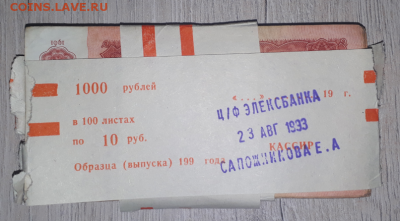 COINS.LAVE.RU
1961
1000 рублей «...» 19 г.
Ц/Ф ЭЛЕКСБАНКА
в 100 листах
23 АВГ 1933
по 10 руб.
КАССИР
Образца (выпуска) 199 года
САПОЖНИКОВА Е.А